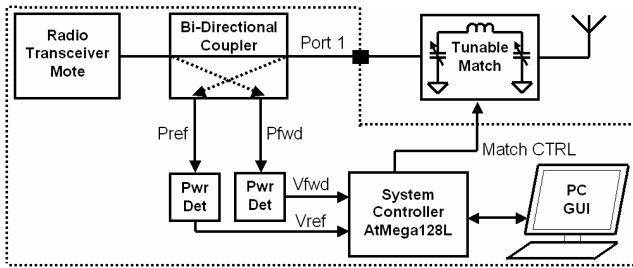 Radio
Transceiver
Mote
Bi-Directional
Coupler
Port 1
Tunable
Match
Pref
Pfwd
Match CTRL
Pwr
Det
Pwr
Det
Vfwd
Vref
System
Controller
AtMega128L
PC
GUI